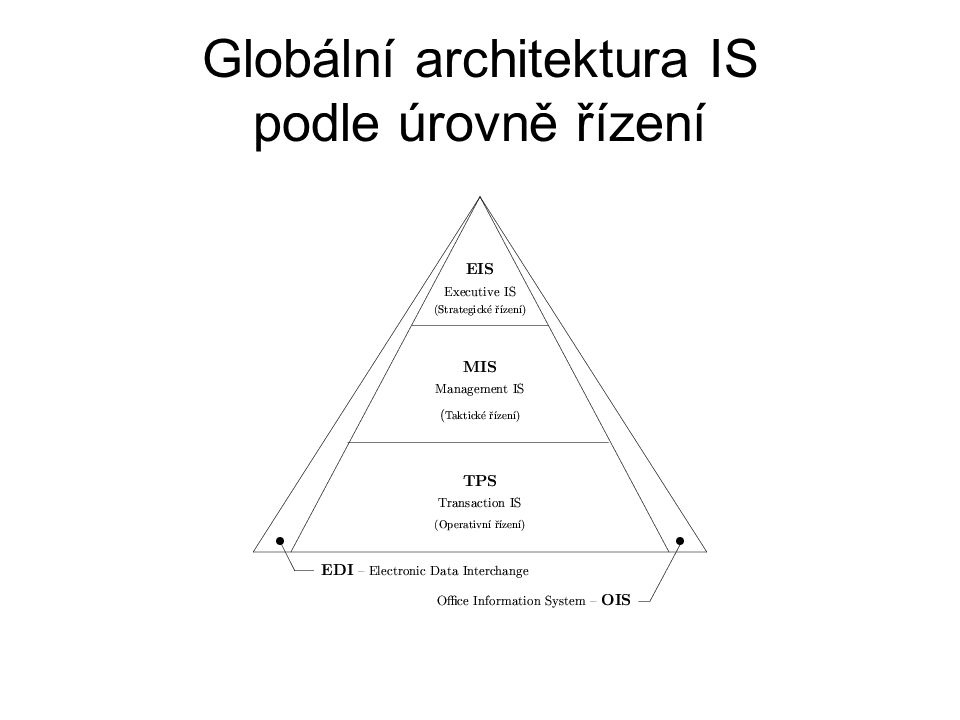 Globální architektura IS
podle úrovně řízení
EIS
Executive IS
(Strategické řízení)
MIS
Management IS
(Taktické řízení)
TPS
Transaction IS
(Operativní řízení)
EDI – Electronic Data Interchange
Office Information System – OIS